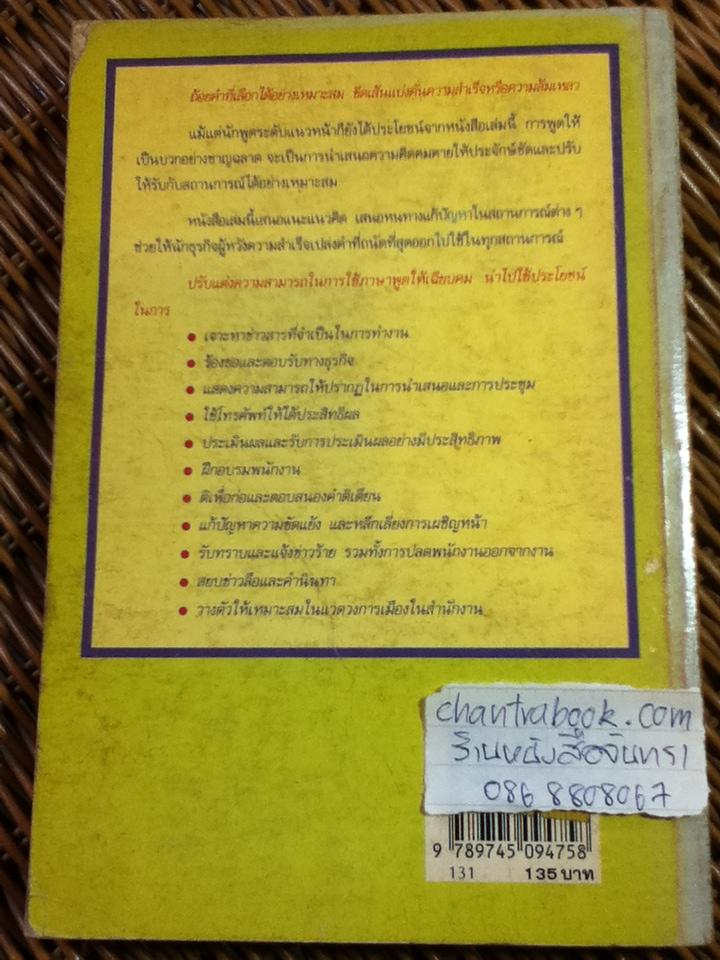 ถ้อยคำที่เลือกได้อย่างเหมาะสม ขีดเส้นแบ่งคั่นความสำเร็จหรือความล้มเหลว
แม้แต่นักพูดระดับแนวหน้าก็ยังได้ประโยชน์จากหนังสือเล่มนี้ การพูดให้
เป็นบวกอย่างชาญฉลาด จะเป็นการนำเสนอความคิดคมคายให้ประจักษ์ชัดและปรับ
ให้รับกับสถานการณ์ได้อย่างเหมาะสม
หนังสือเล่มนี้เสนอแนะแนวคิด เสนอหนทางแก้ปัญหาในสถานการณ์ต่าง ๆ
ช่วยให้นักธุรกิจผู้หวังความสำเร็จเปล่งคำที่ถนัดที่สุดออกไปใช้ในทุกสถานการณ์
ปรับแต่งความสามารถในการใช้ภาษาพูดให้เฉียบคม นำไปใช้ประโยชน์
ในการ
● เจาะหาข่าวสารที่จำเป็นในการทำงาน
● ร้องขอและตอบรับทางธุรกิจ
● แสดงความสามารถให้ปรากฏในการนำเสนอและการประชุม
● ใช้โทรศัพท์ให้ได้ประสิทธิผล
● ประเมินผลและรับการประเมินผลอย่างมีประสิทธิภาพ
● ฝึกอบรมพนักงาน
● ติเพื่อก่อและตอบสนองคำติเตียน
● แก้ปัญหาความขัดแย้ง และหลีกเลี่ยงการเผชิญหน้า
● รับทราบและแจ้งข่าวร้าย รวมทั้งการปลดพนักงานออกจากงาน
● สยบข่าวลือและคำนินทา
● วางตัวให้เหมาะสมในแวดวงการเมืองในสำนักงาน
chantrabook.com
ร้านหนังสือจันทรา
086 8808067
9 789745 094758
131 135 บาท